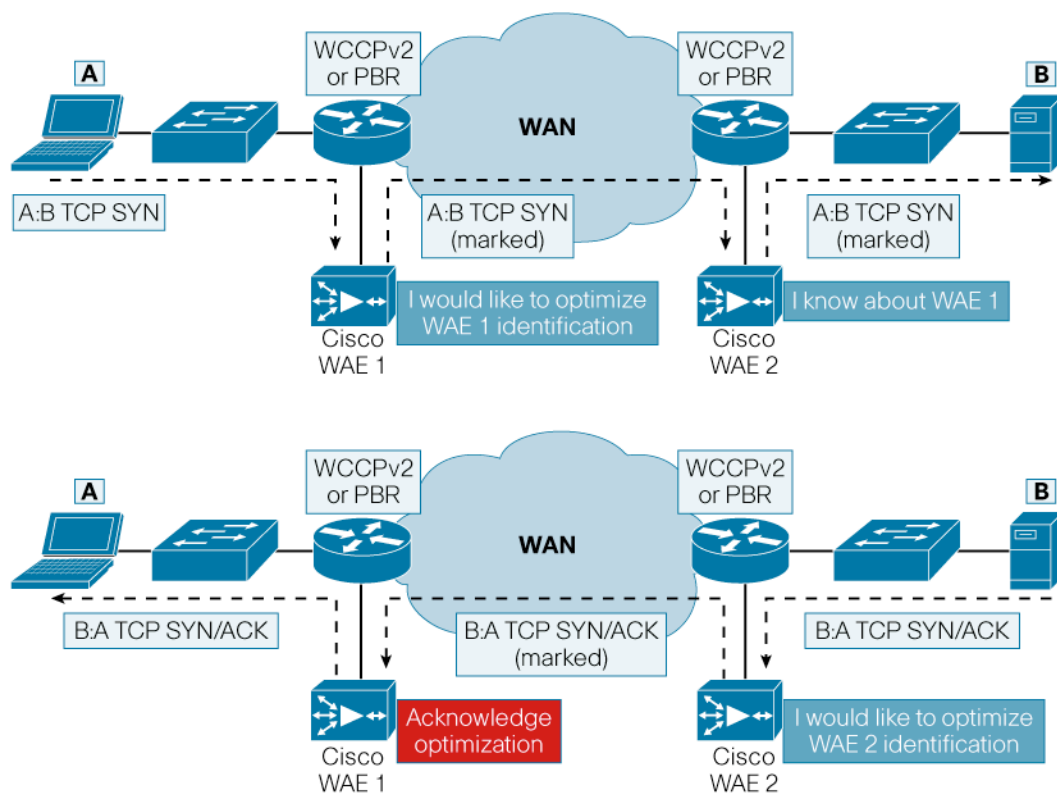 WCCPv2
or PBR
WCCPv2
or PBR
A
B
WAN
A:B TCP SYN
A:B TCP SYN
(marked)
A:B TCP SYN
(marked)
I would like to optimize
WAE 1 identification
I know about WAE 1
Cisco
WAE 1
Cisco
WAE 2
WCCPv2
or PBR
WCCPv2
or PBR
A
B
WAN
B:A TCP SYN/ACK
B:A TCP SYN/ACK
(marked)
B:A TCP SYN/ACK
Acknowledge
optimization
I would like to optimize
WAE 2 identification
Cisco
WAE 1
Cisco
WAE 2